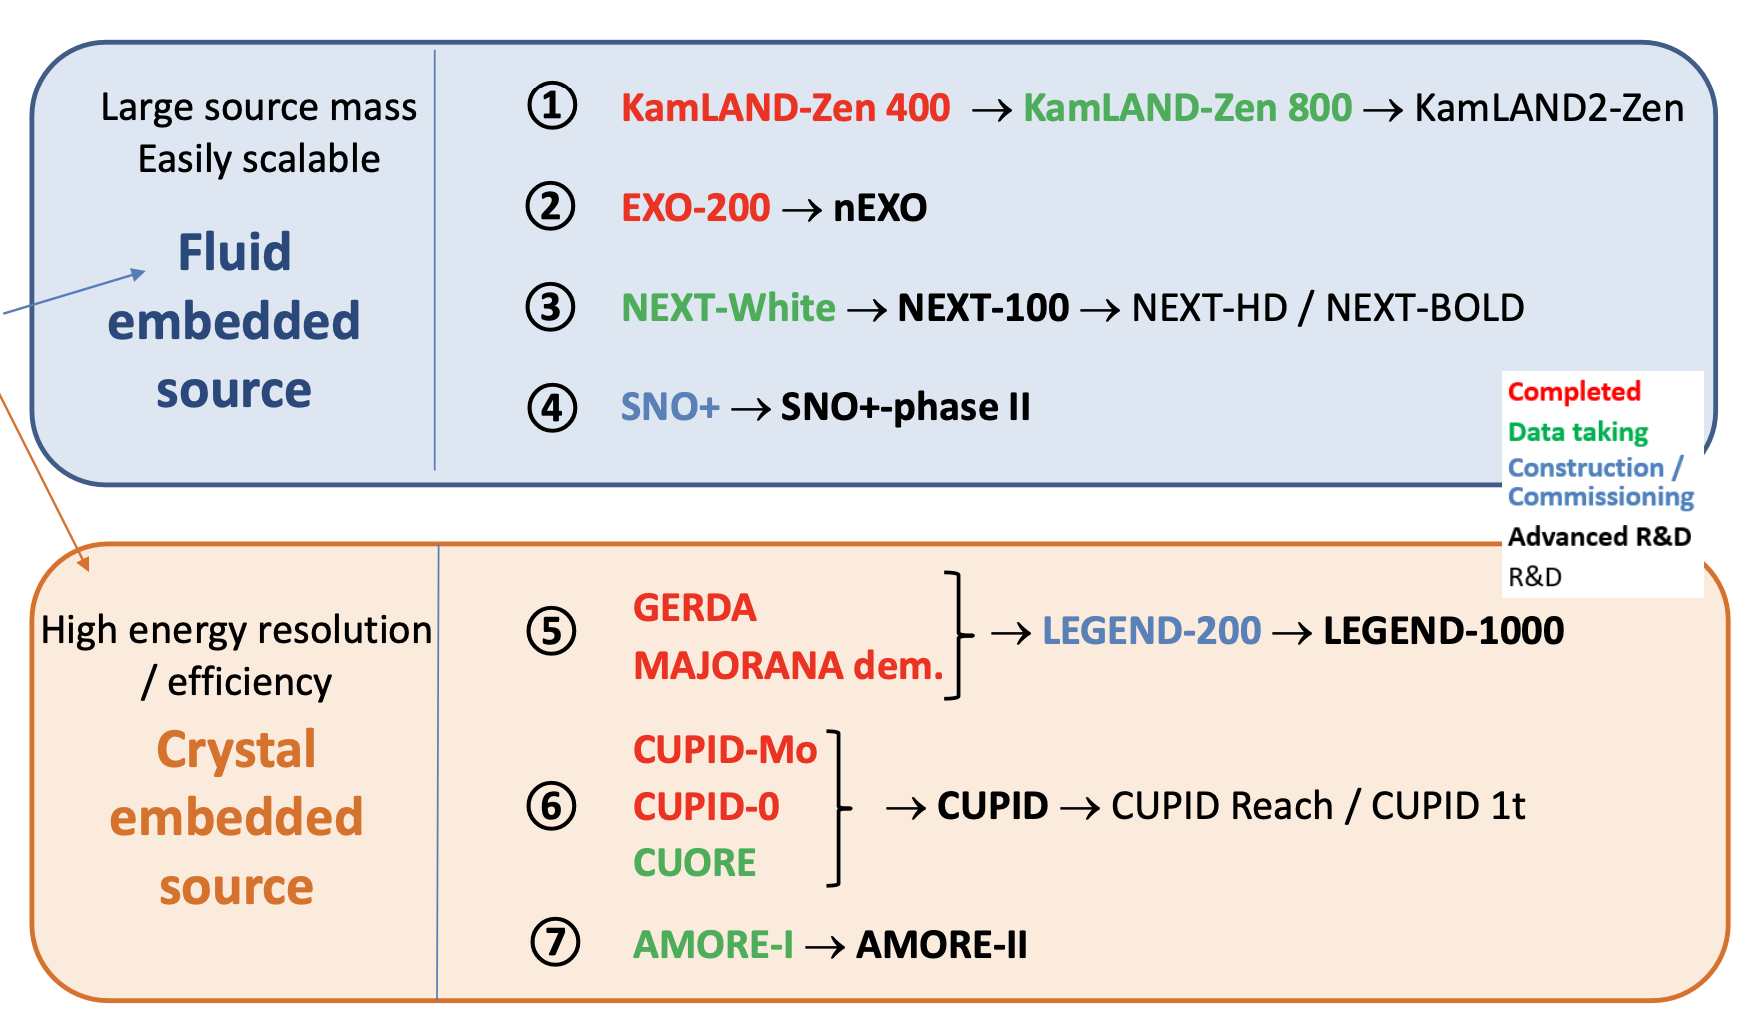 Large source mass
Easily scalable
Fluid
embedded
source
① KamLAND-Zen 400 → KamLAND-Zen 800 → KamLAND2-Zen
② EXO-200 → nEXO
③ NEXT-White → NEXT-100 → NEXT-HD / NEXT-BOLD
④ SNO+ → SNO+-phase II
Completed
Data taking
Construction /
Commissioning
Advanced R&D
R&D
High energy resolution
/ efficiency
Crystal
embedded
source
⑤ GERDA
MAJORANA dem.
→ LEGEND-200 → LEGEND-1000
⑥ CUPID-Mo
CUPID-0
CUORE
→ CUPID → CUPID Reach / CUPID 1t
⑦ AMORE-I → AMORE-II